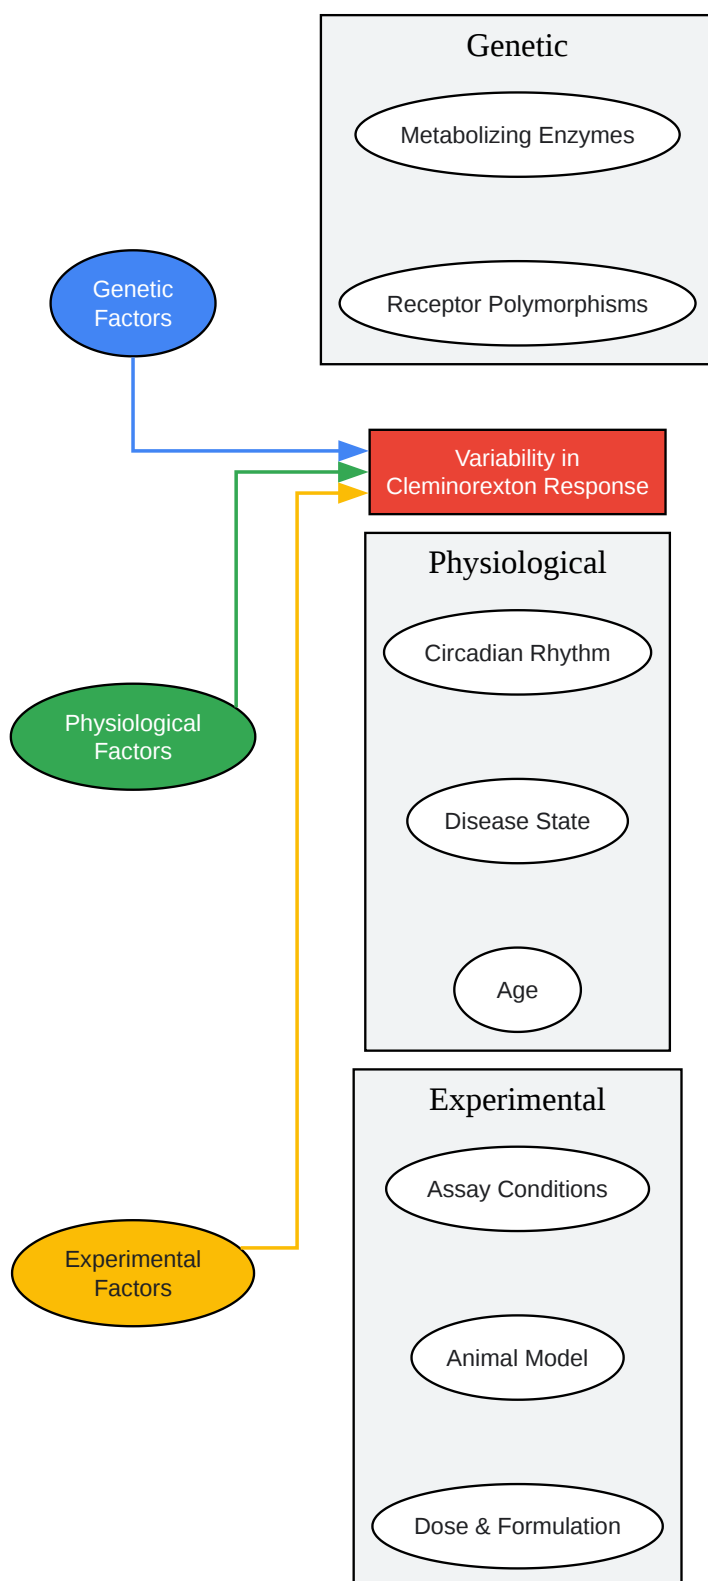 Genetic
Metabolizing Enzymes
Receptor Polymorphisms
Genetic
Factors
Variability in
Cleminorexton Response
Physiological
Circadian Rhythm
Physiological
Factors
Disease State
Age
Experimental
Assay Conditions
Experimental
Factors
Animal Model
Dose & Formulation